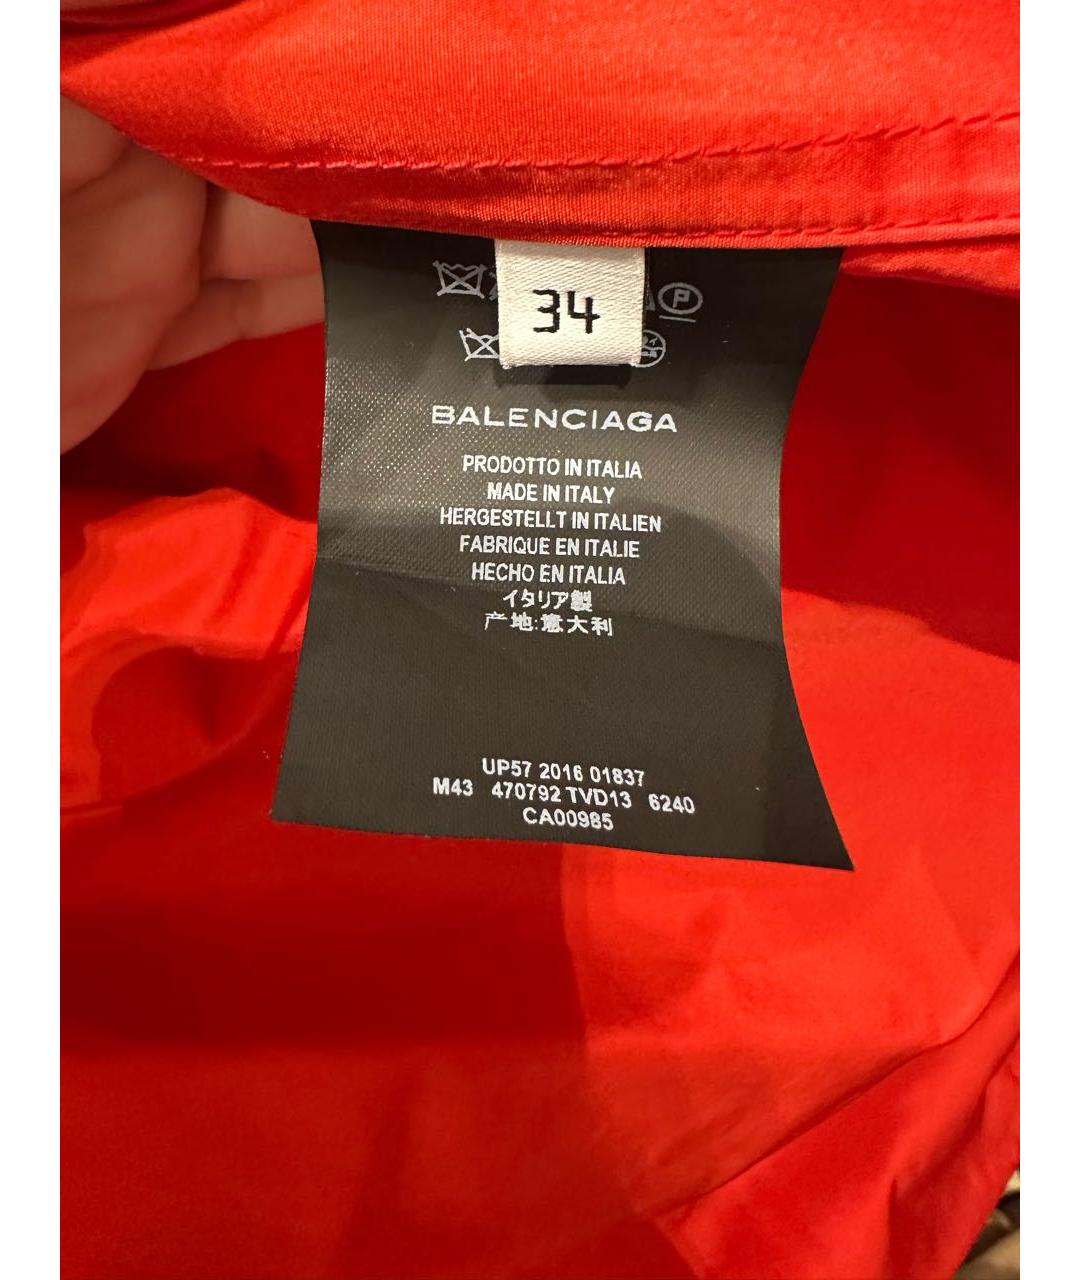 34
P
BALENCIAGA
PRODOTTO IN ITALIA
MADE IN ITALY
HERGESTELLT IN ITALIEN
FABRIQUE EN ITALIE
HECHO EN ITALIA
イタリア製
产地:意大利
UP57 2016 01837
M43 470792 TVD13 6240
CA00985